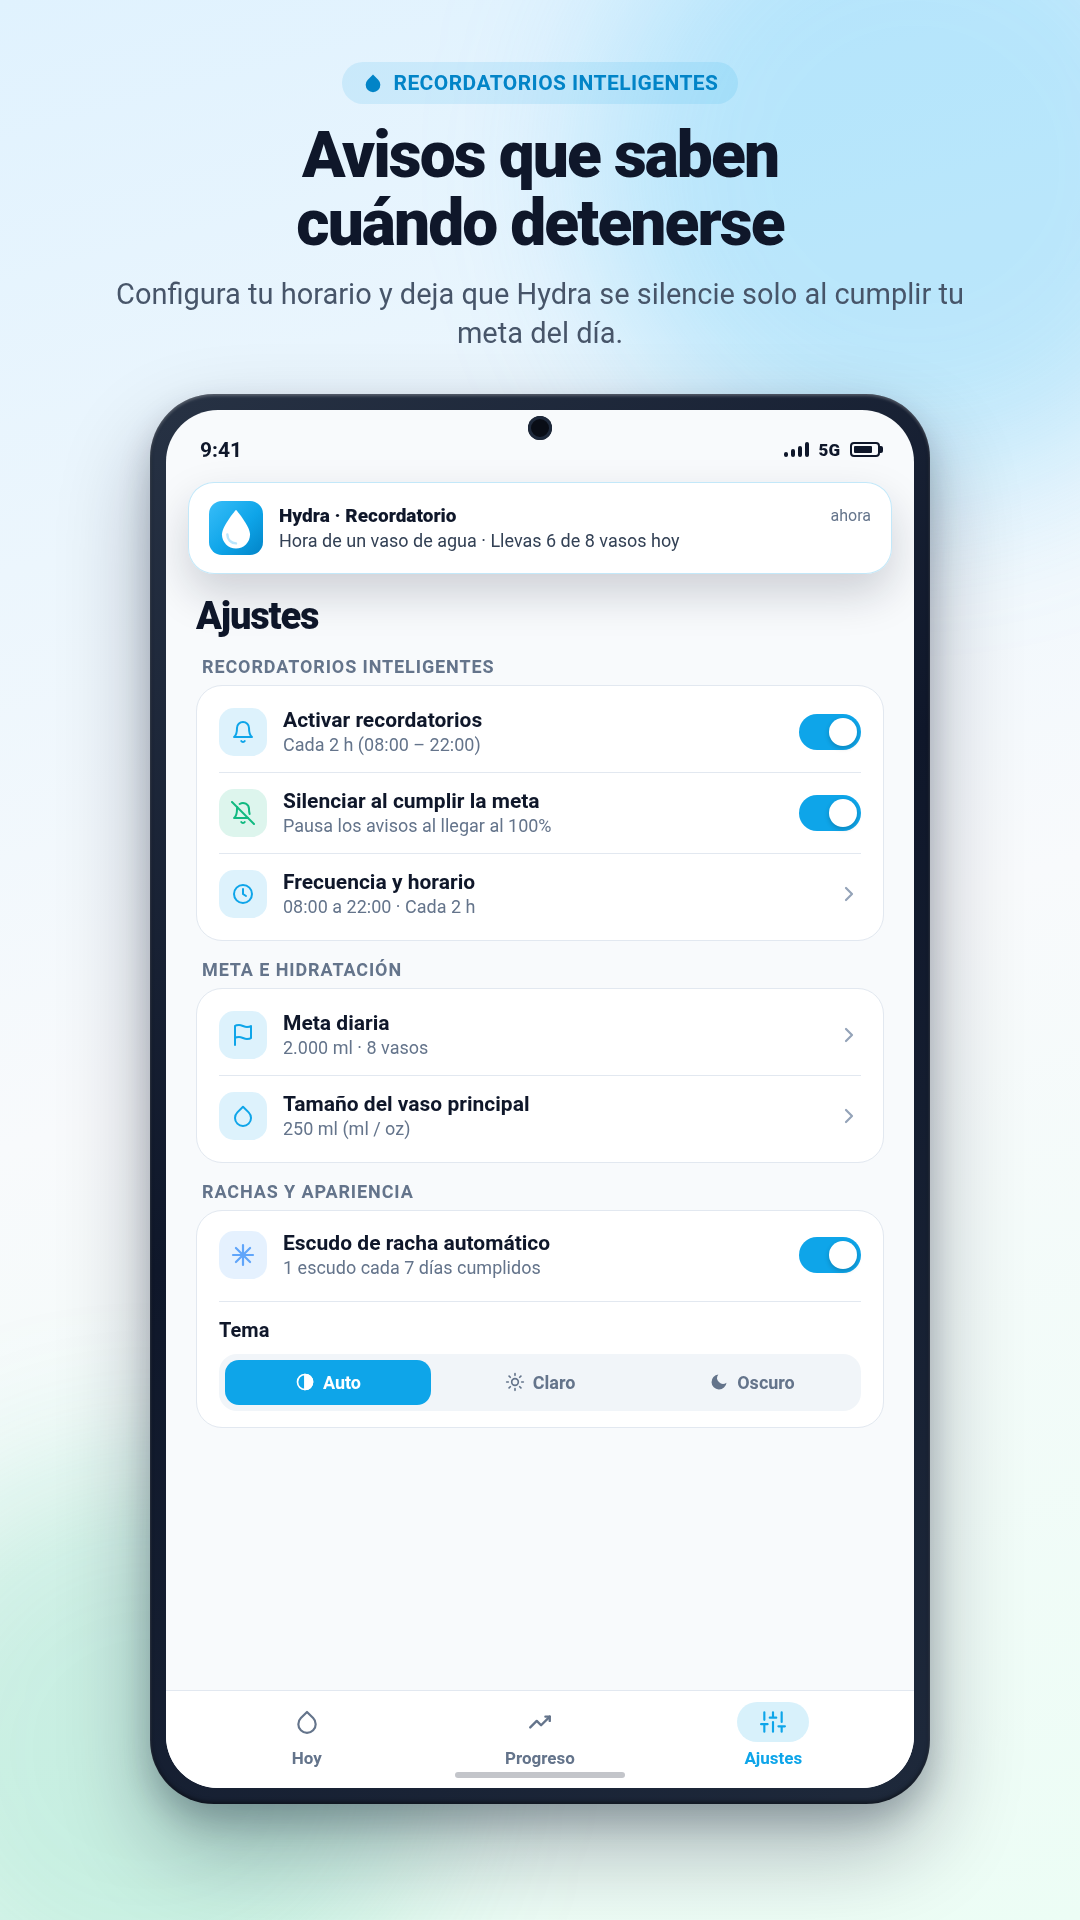 RECORDATORIOS INTELIGENTES
Avisos que saben
cuándo detenerse
Configura tu horario y deja que Hydra se silencie solo al cumplir tu
meta del día.
9:41
5G
Hydra · Recordatorio
ahora
Hora de un vaso de agua · Llevas 6 de 8 vasos hoy
Ajustes
RECORDATORIOS INTELIGENTES
Activar recordatorios
Cada 2 h (08:00 – 22:00)
Silenciar al cumplir la meta
Pausa los avisos al llegar al 100%
Frecuencia y horario
08:00 a 22:00 · Cada 2 h
META E HIDRATACIÓN
Meta diaria
2.000 ml · 8 vasos
Tamaño del vaso principal
250 ml (ml / oz)
RACHAS Y APARIENCIA
Escudo de racha automático
1 escudo cada 7 días cumplidos
Tema
Auto
Claro
Oscuro
Hoy
Progreso
Ajustes